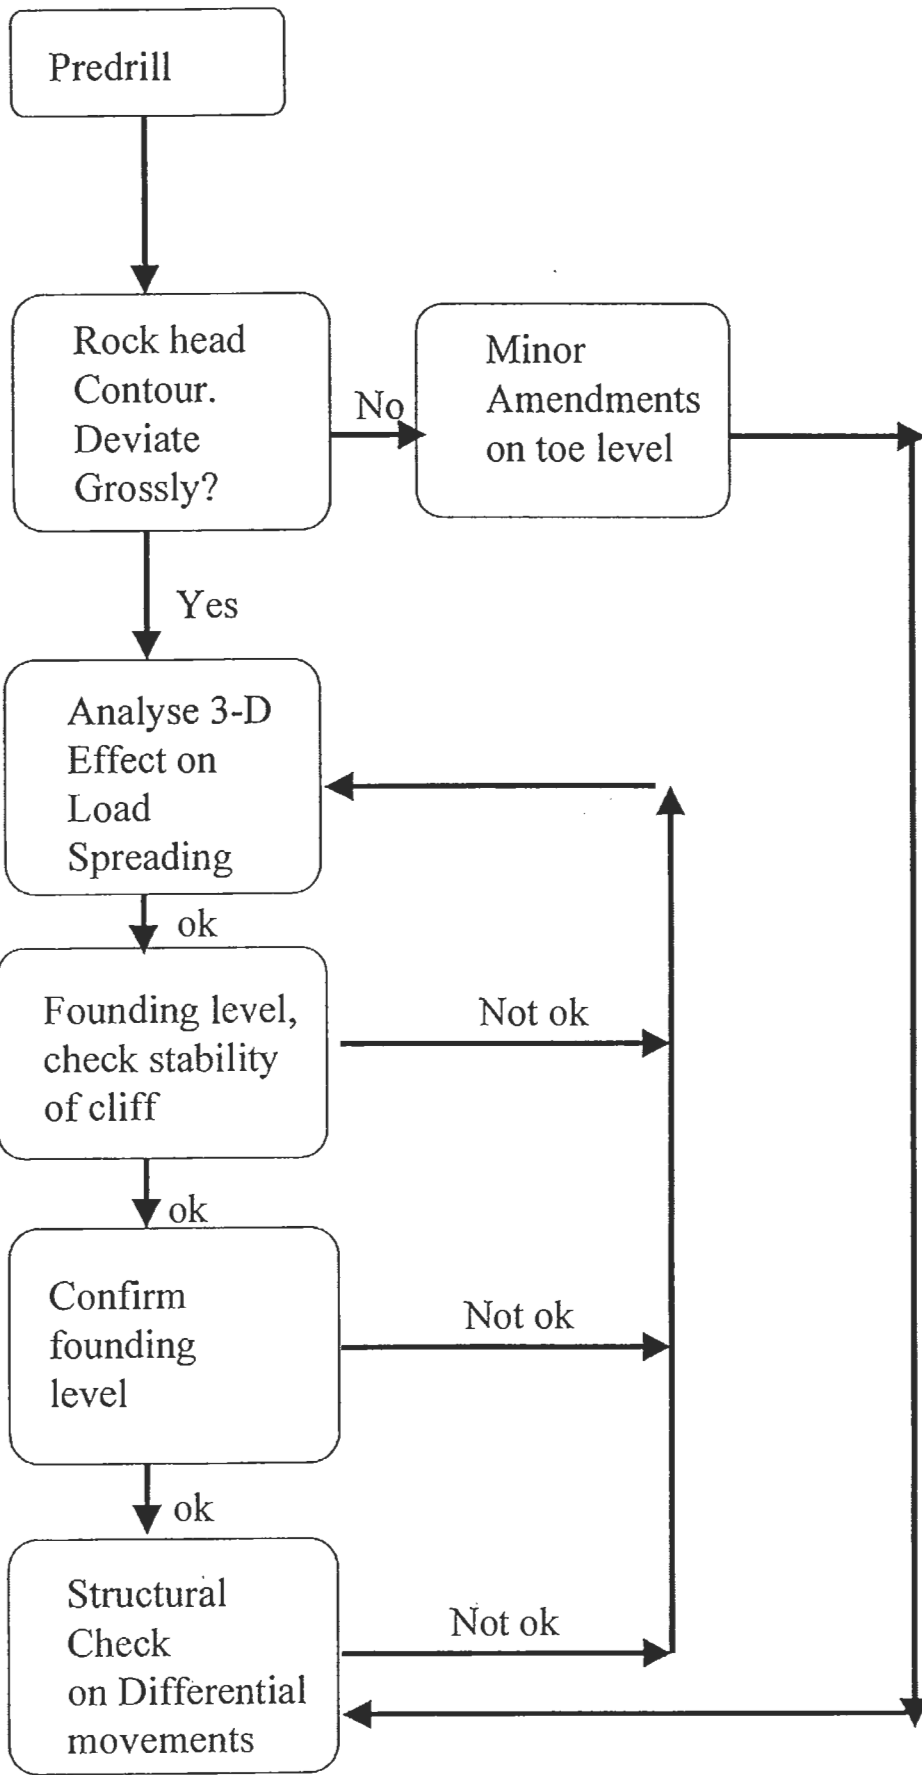 Predrill
Rock head
Contour.
Deviate
Grossly?
No
Minor
Amendments
on toe level
Yes
Analyse 3-D
Effect on
Load
Spreading
ok
Founding level,
check stability
of cliff
Not ok
ok
Confirm
founding
level
Not ok
ok
Structural
Check
on Differential
movements
Not ok